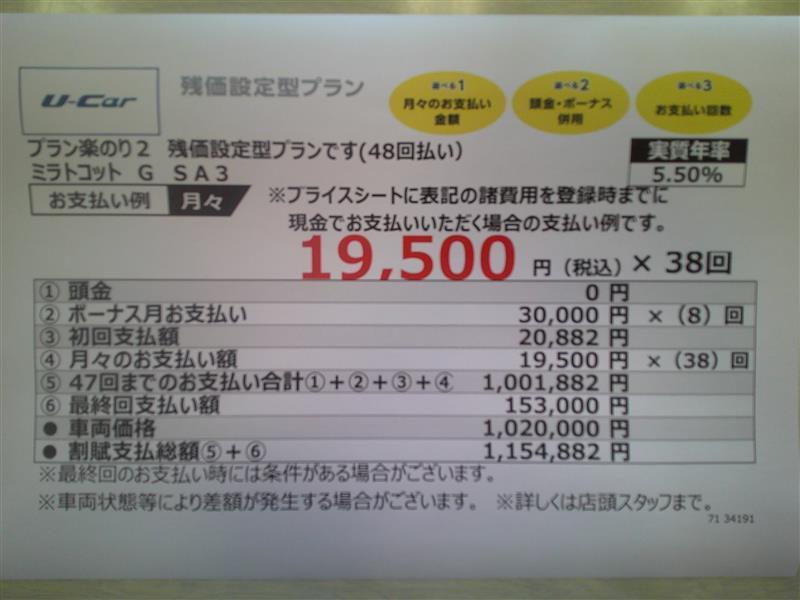 U-Car
残価設定型プラン
選べる1
月々のお支払い
金額
選べる2
頭金・ボーナス
併用
選べる3
お支払い回数
プラン楽のり2 残価設定型プランです(48回払い)
ミラトコット G SA3
実質年率
5.50%
お支払い例 月々
※プライスシートに表記の諸費用を登録時までに
現金でお支払いいただく場合の支払い例です。
19,500 円(税込)× 38回
① 頭金 0 円
② ボーナス月お支払い 30,000 円 ×(8)回
③ 初回支払額 20,882 円
④ 月々のお支払い額 19,500 円 ×(38)回
⑤ 47回までのお支払い合計①+②+③+④ 1,001,882 円
⑥ 最終回支払い額 153,000 円
● 車両価格 1,020,000 円
● 割賦支払総額⑤+⑥ 1,154,882 円
※最終回のお支払い時には条件がある場合がございます。
※車両状態等により差額が発生する場合がございます。 ※詳しくは店頭スタッフまで。
71 34191